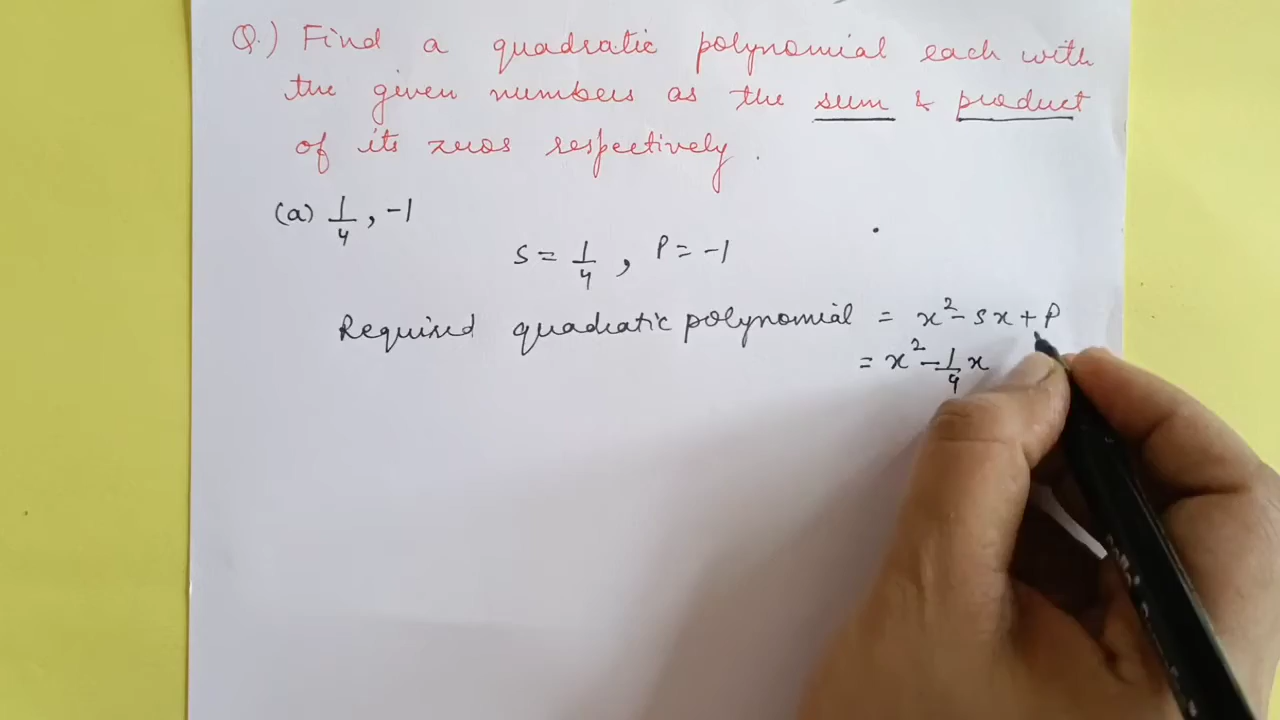 Q.) Find a quadratic polynomial each with
the given numbers as the sum & product
of its zeros respectively.
(a) 1/4, -1
S = 1/4, P = -1
Required quadratic polynomial = x² - Sx + P
= x² - 1/4 x